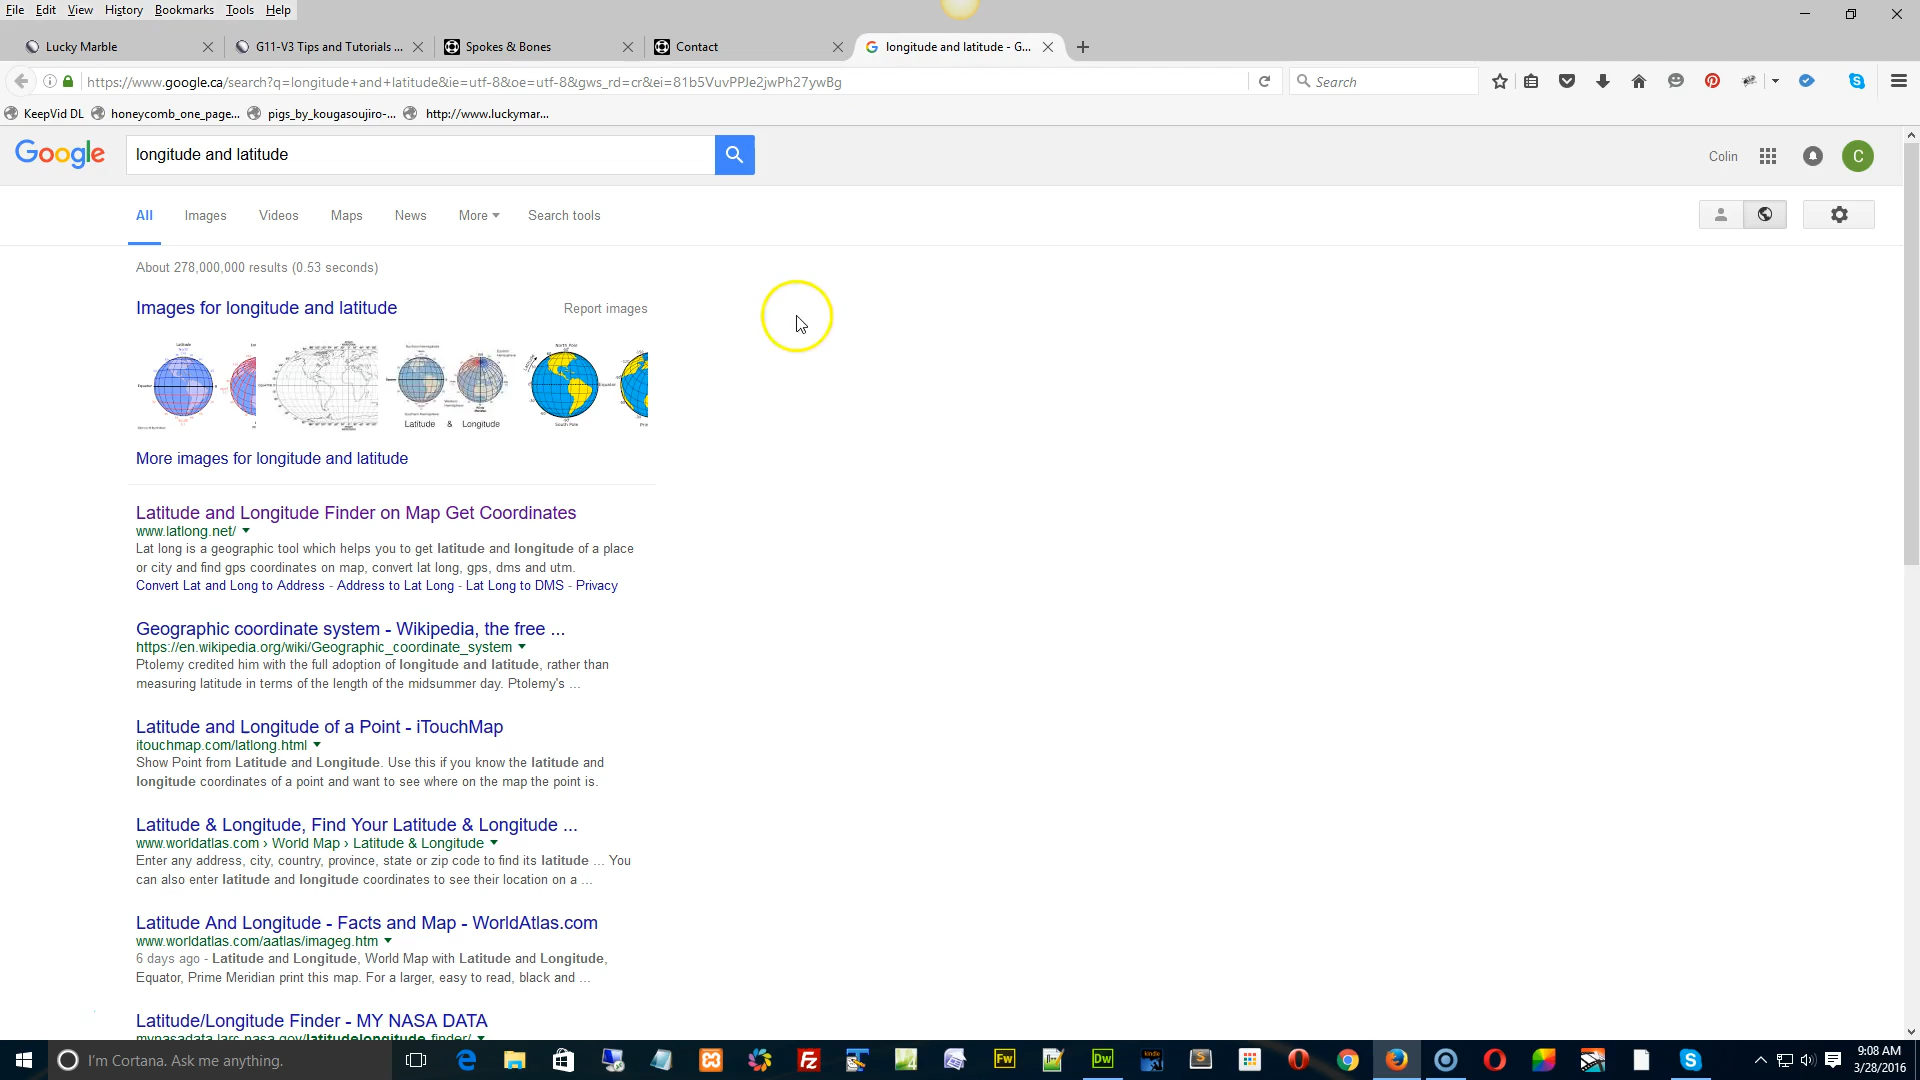 File Edit View History Bookmarks Tools Help
Lucky Marble
G11-V3 Tips and Tutorials ...
Spokes & Bones
Contact
longitude and latitude - G...
https://www.google.ca/search?q=longitude+and+latitude&ie=utf-8&oe=utf-8&gws_rd=cr&ei=81b5VuvPPJe2jwPh27ywBg
Search
KeepVid DL
honeycomb_one_page...
pigs_by_kougasoujiro-...
http://www.luckymar...
Google
longitude and latitude
Colin
C
All Images Videos Maps News More Search tools
About 278,000,000 results (0.53 seconds)
Images for longitude and latitude
Report images
Latitude & Longitude
More images for longitude and latitude
Latitude and Longitude Finder on Map Get Coordinates
www.latlong.net/
Lat long is a geographic tool which helps you to get latitude and longitude of a place
or city and find gps coordinates on map, convert lat long, gps, dms and utm.
Convert Lat and Long to Address - Address to Lat Long - Lat Long to DMS - Privacy
Geographic coordinate system - Wikipedia, the free ...
https://en.wikipedia.org/wiki/Geographic_coordinate_system
Ptolemy credited him with the full adoption of longitude and latitude, rather than
measuring latitude in terms of the length of the midsummer day. Ptolemy's ...
Latitude and Longitude of a Point - iTouchMap
itouchmap.com/latlong.html
Show Point from Latitude and Longitude. Use this if you know the latitude and
longitude coordinates of a point and want to see where on the map the point is.
Latitude & Longitude, Find Your Latitude & Longitude ...
www.worldatlas.com › World Map › Latitude & Longitude
Enter any address, city, country, province, state or zip code to find its latitude ... You
can also enter latitude and longitude coordinates to see their location on a ...
Latitude And Longitude - Facts and Map - WorldAtlas.com
www.worldatlas.com/aatlas/imageg.htm
6 days ago - Latitude and Longitude, World Map with Latitude and Longitude,
Equator, Prime Meridian print this map. For a larger, easy to read, black and ...
Latitude/Longitude Finder - MY NASA DATA
mynasadata.larc.nasa.gov/latitudelongitude-finder/
I'm Cortana. Ask me anything.
Fw
Dw
kindle
9:08 AM
3/28/2016